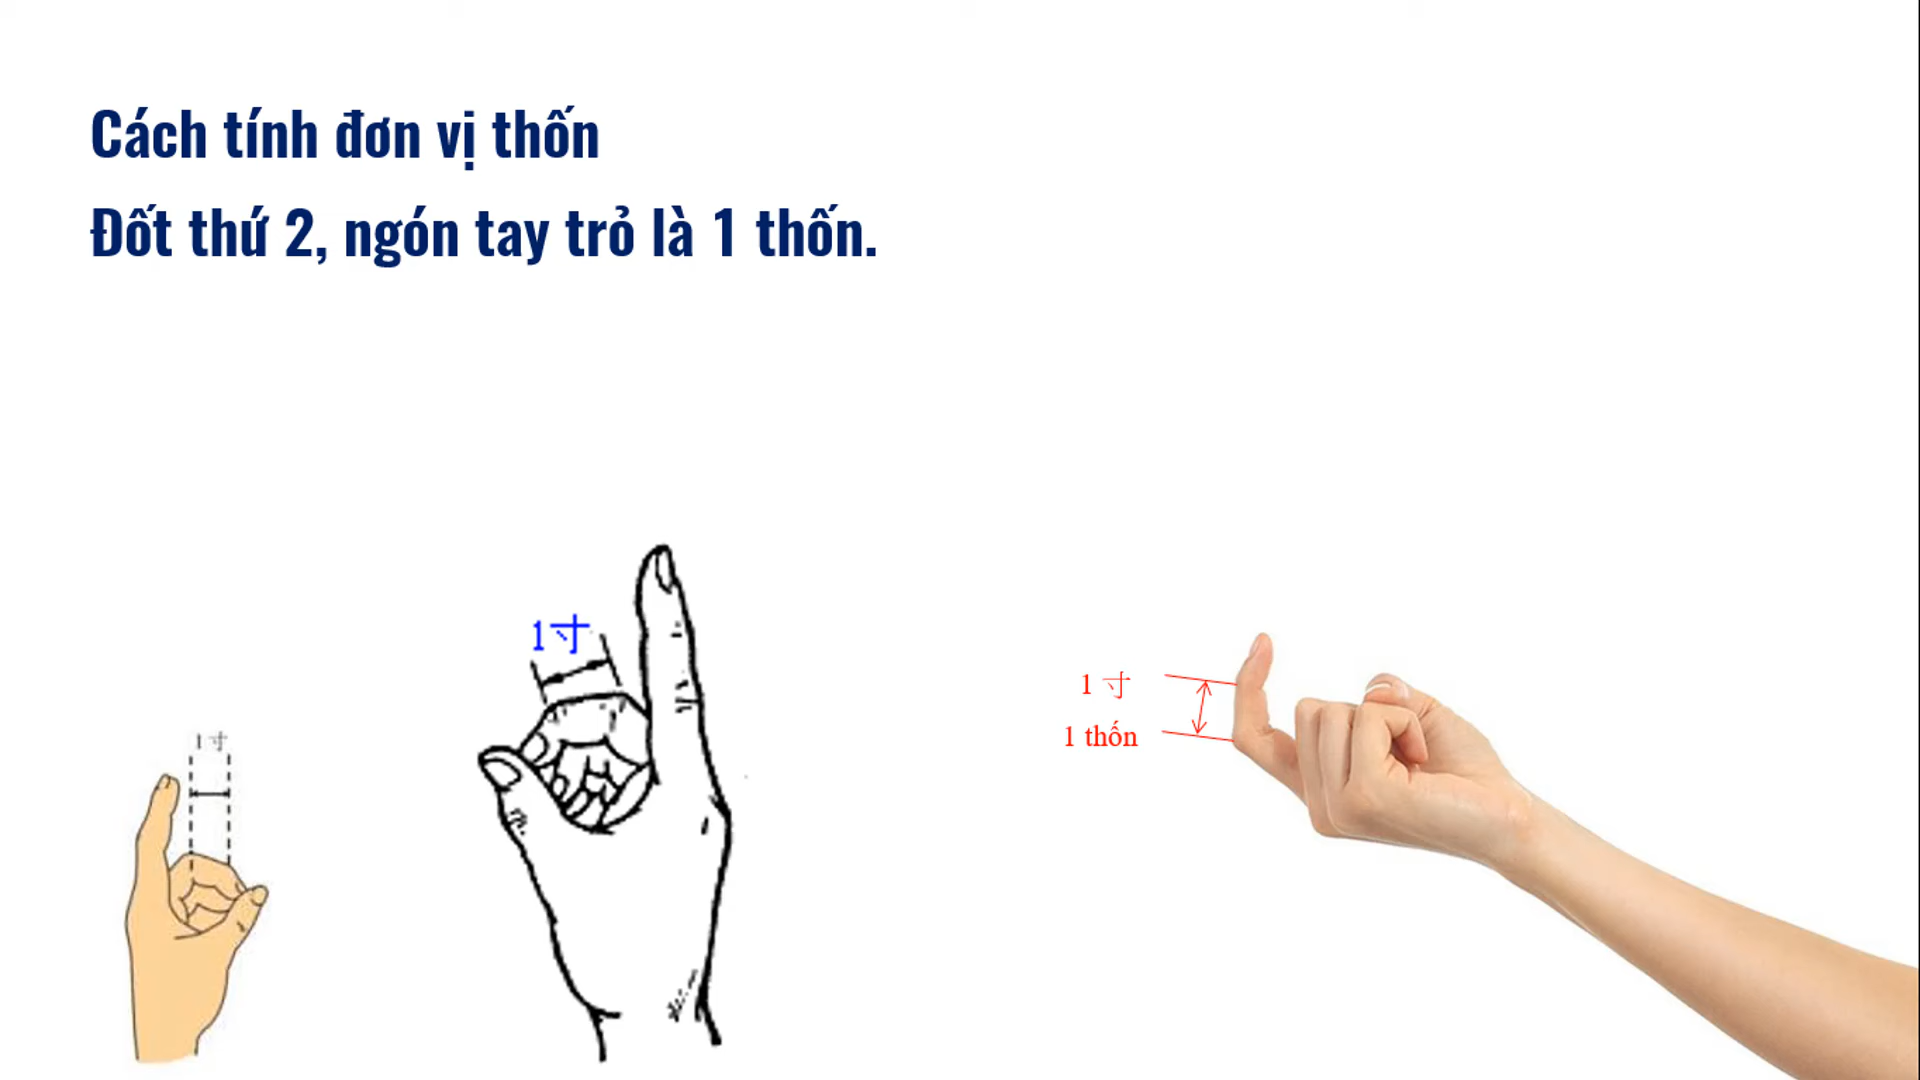 Cách tính đơn vị thốn
Đốt thứ 2, ngón tay trỏ là 1 thốn.
1寸
1 寸
1 thốn
1寸